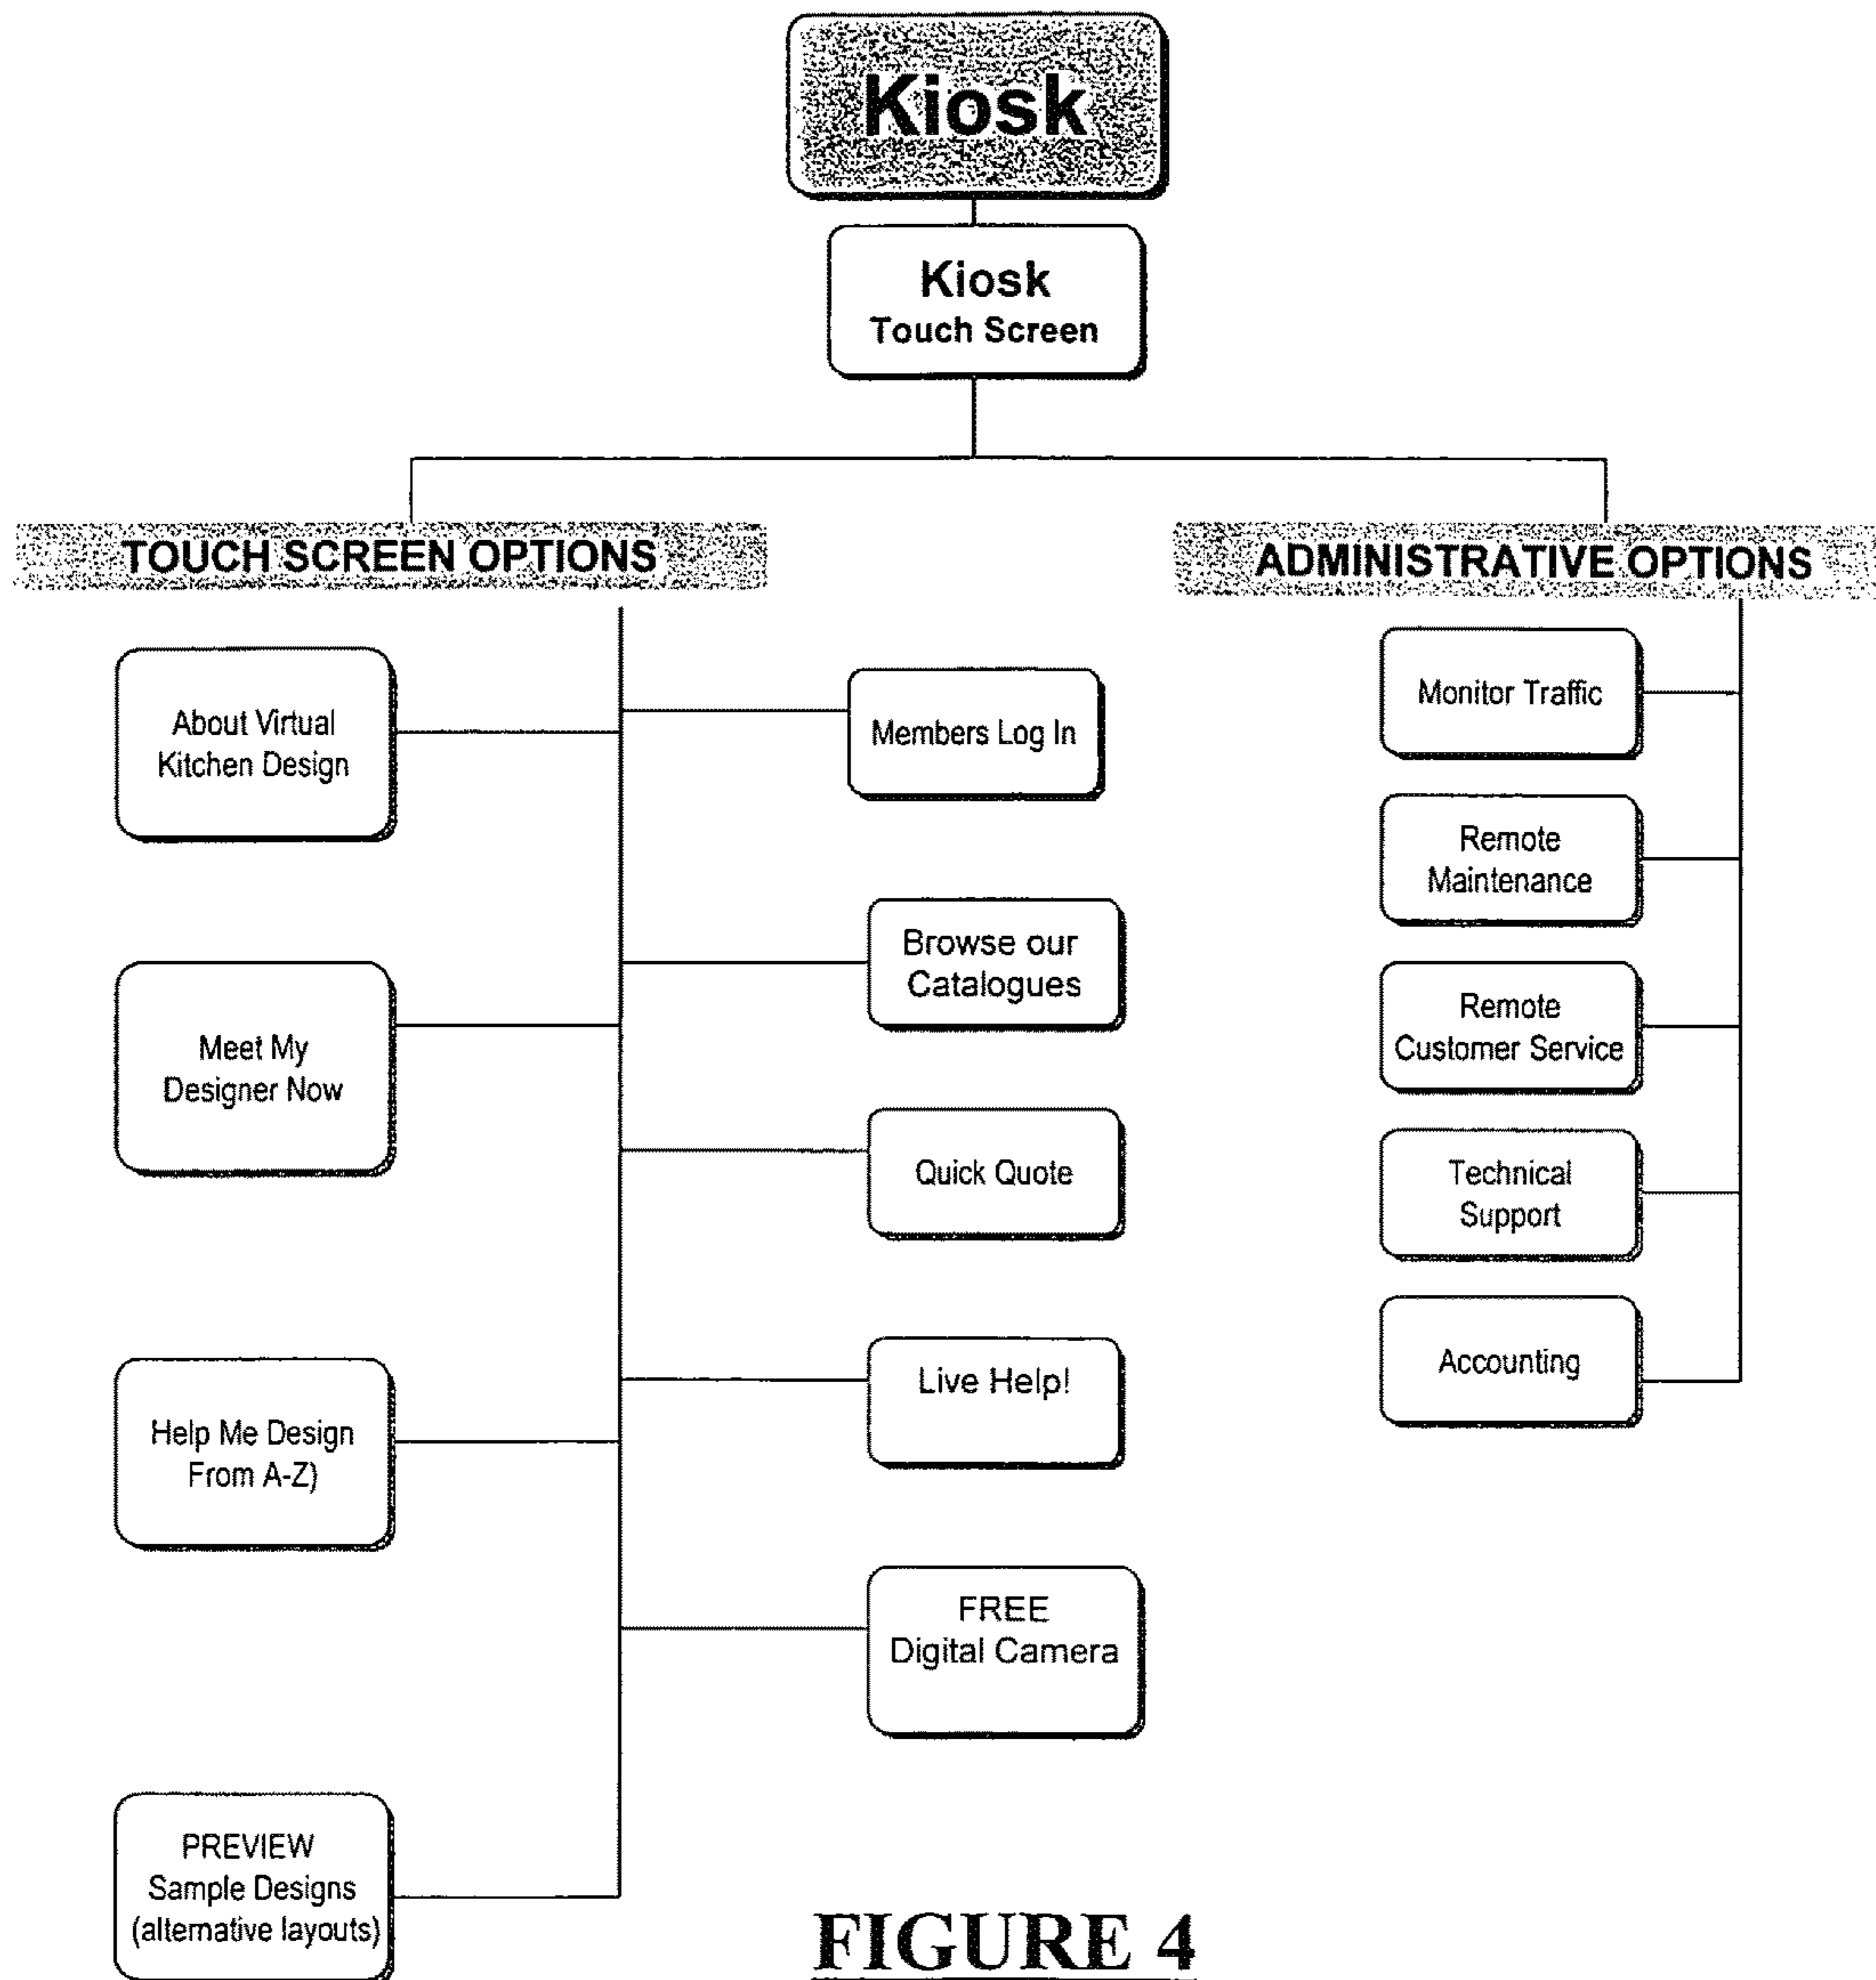 Kiosk
Kiosk
Touch Screen
TOUCH SCREEN OPTIONS
About Virtual
Kitchen Design
Meet My
Designer Now
Help Me Design
From A-Z)
PREVIEW
Sample Designs
(alternative layouts)
Members Log In
Browse our
Catalogues
Quick Quote
Live Help!
FREE
Digital Camera
ADMINISTRATIVE OPTIONS
Monitor Traffic
Remote
Maintenance
Remote
Customer Service
Technical
Support
Accounting
FIGURE 4